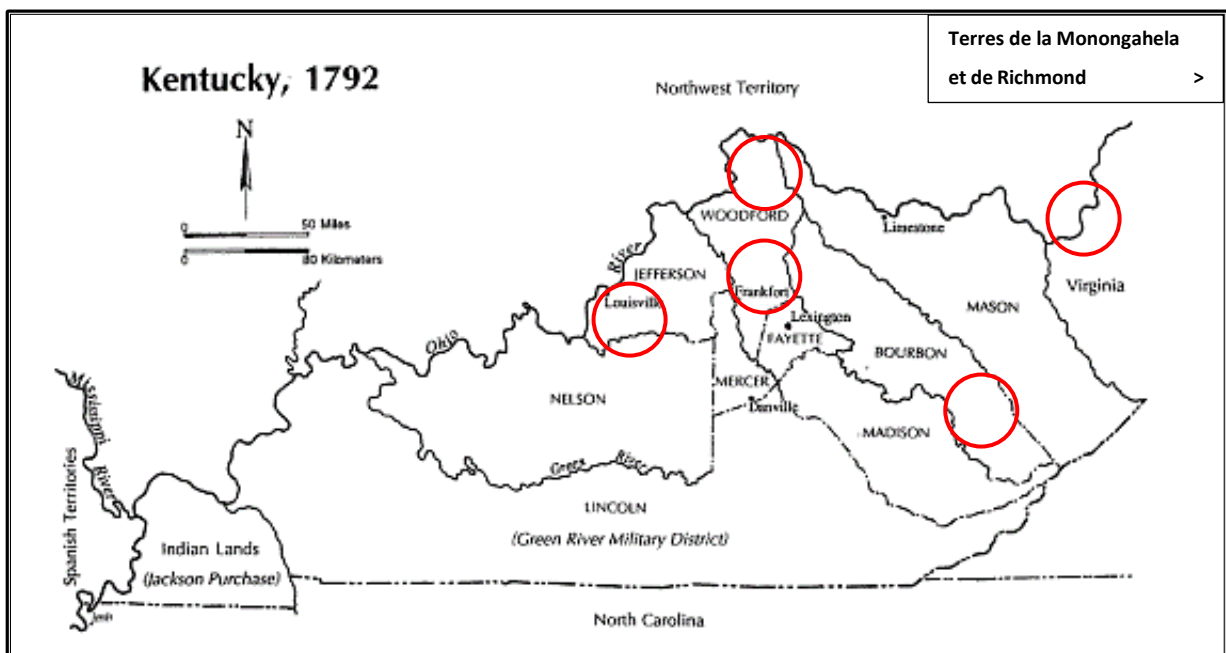 Terres de la Monongahela
et de Richmond >
Kentucky, 1792
Northwest Territory
N
0 50 Miles
0 80 Kilometers
WOODFORD
Limestone
River
JEFFERSON
Virginia
Louisville
Frankfort
MASON
Lexington
FAYETTE
Ohio
BOURBON
MERCER
Mississippi
River
NELSON
Danville
MADISON
Green River
LINCOLN
(Green River Military District)
Spanish Territories
Indian Lands
(Jackson Purchase)
North Carolina